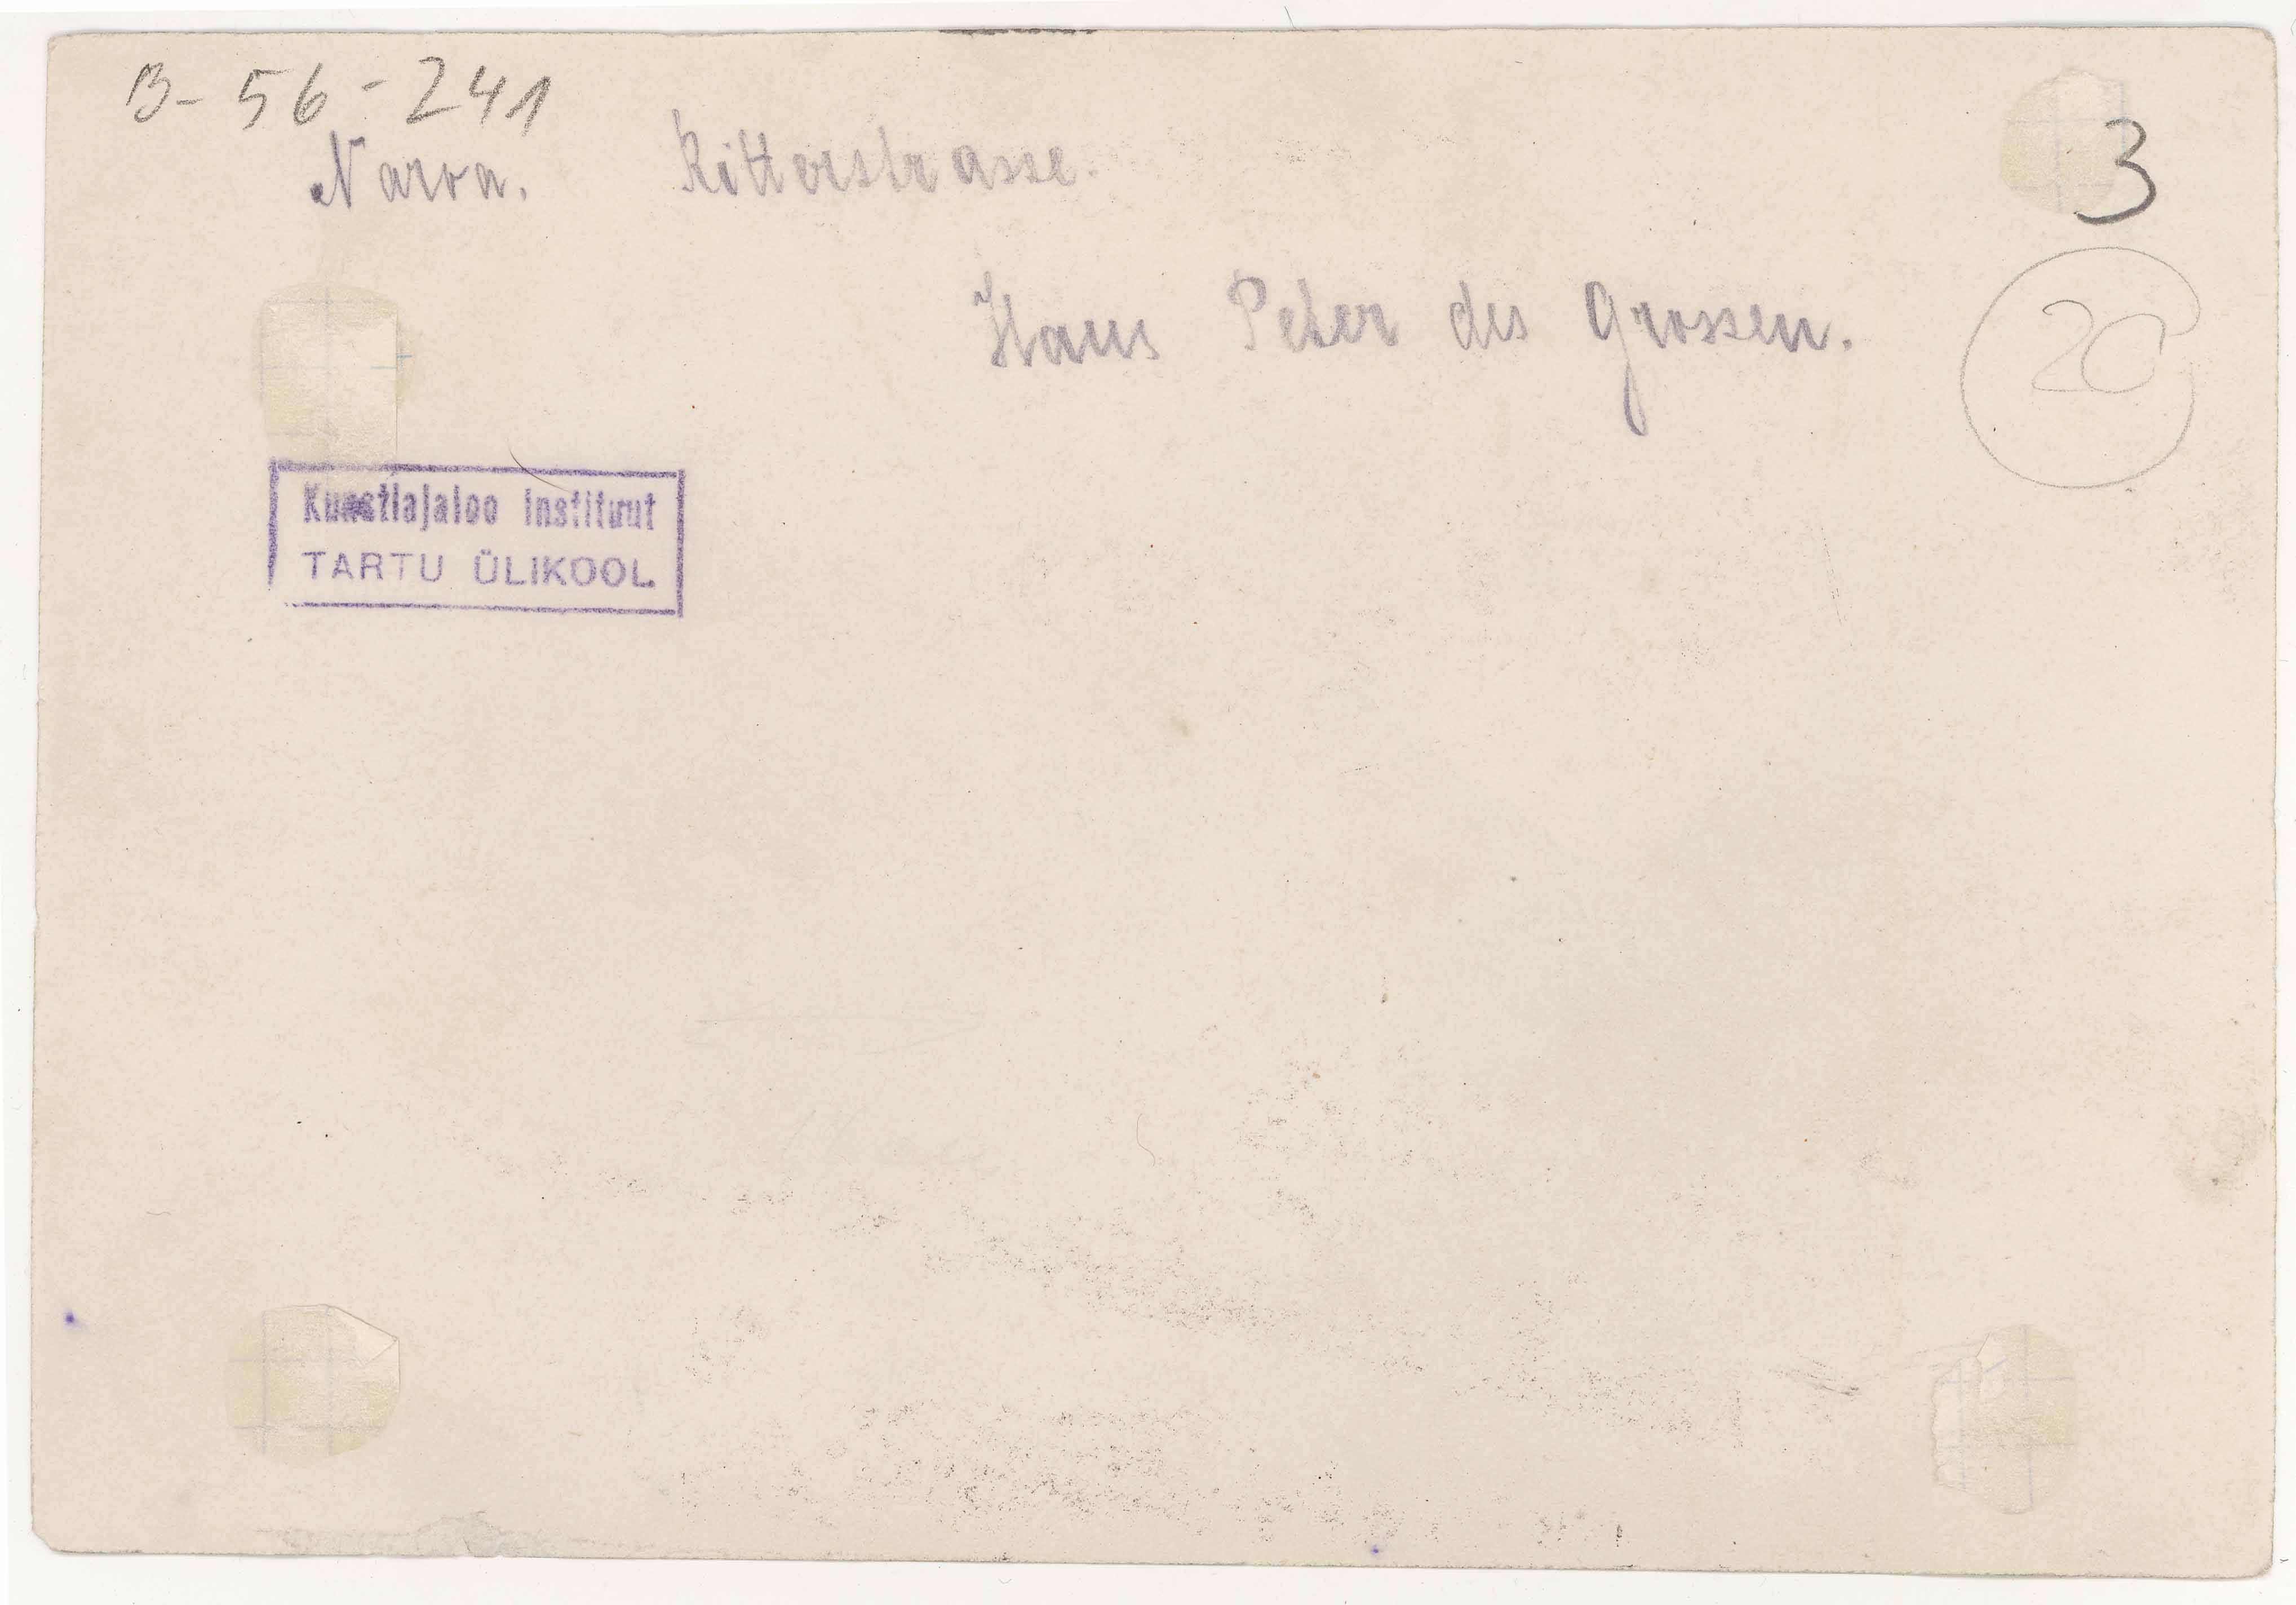 B-56-241
Narva. Ritterstrasse.
3
Haus Peter des Grossen.
20
Kunstiajaloo instituut
TARTU ÜLIKOOL